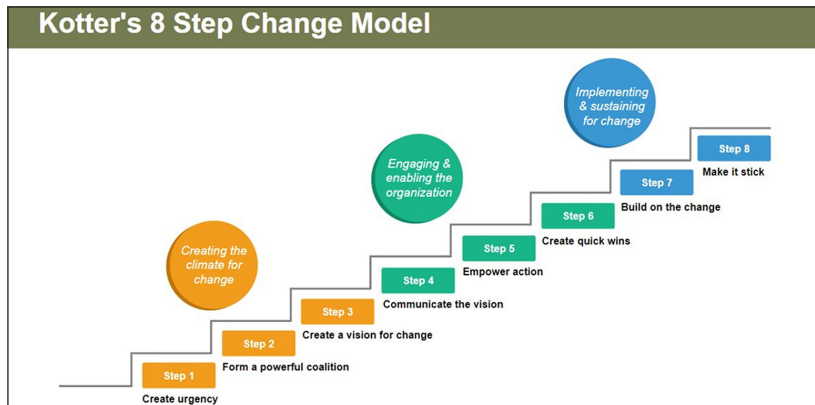 Kotter's 8 Step Change Model
Implementing
& sustaining
for change
Engaging &
enabling the
organization
Creating the
climate for
change
Step 1
Create urgency
Step 2
Form a powerful coalition
Step 3
Create a vision for change
Step 4
Communicate the vision
Step 5
Empower action
Step 6
Create quick wins
Step 7
Build on the change
Step 8
Make it stick